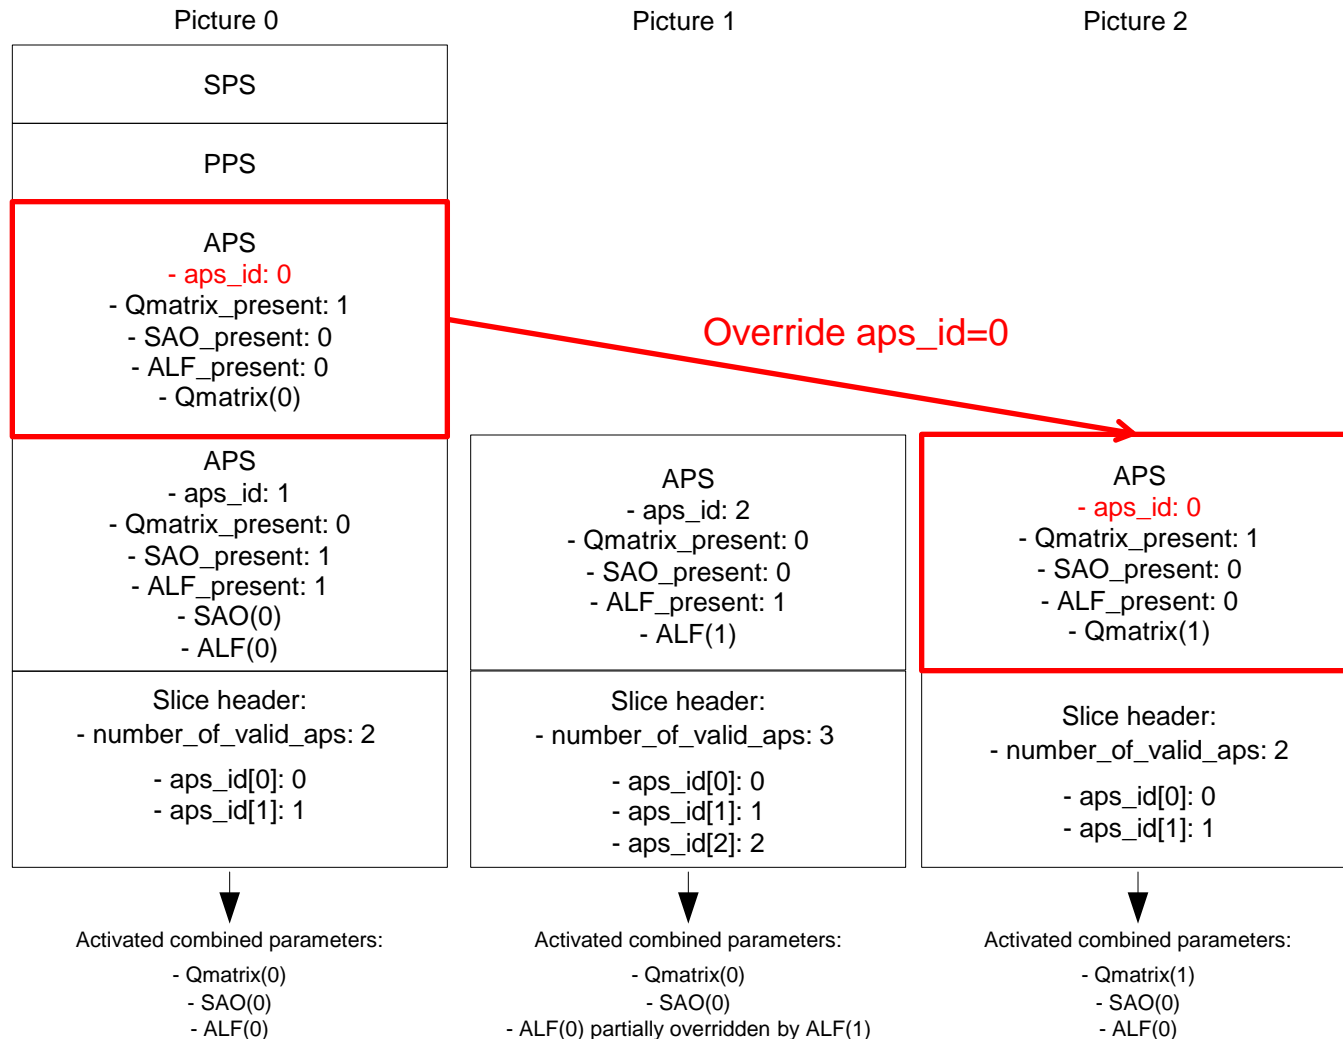 Picture 0
SPS
PPS
APS
- aps_id: 0
- Qmatrix_present: 1
- SAO_present: 0
- ALF_present: 0
- Qmatrix(0)
APS
- aps_id: 1
- Qmatrix_present: 0
- SAO_present: 1
- ALF_present: 1
- SAO(0)
- ALF(0)
Slice header:
- number_of_valid_aps: 2
- aps_id[0]: 0
- aps_id[1]: 1
Activated combined parameters:
- Qmatrix(0)
- SAO(0)
- ALF(0)
Picture 1
Override aps_id=0
APS
- aps_id: 2
- Qmatrix_present: 0
- SAO_present: 0
- ALF_present: 1
- ALF(1)
Slice header:
- number_of_valid_aps: 3
- aps_id[0]: 0
- aps_id[1]: 1
- aps_id[2]: 2
Activated combined parameters:
- Qmatrix(0)
- SAO(0)
- ALF(0) partially overridden by ALF(1)
Picture 2
APS
- aps_id: 0
- Qmatrix_present: 1
- SAO_present: 0
- ALF_present: 0
- Qmatrix(1)
Slice header:
- number_of_valid_aps: 2
- aps_id[0]: 0
- aps_id[1]: 1
Activated combined parameters:
- Qmatrix(1)
- SAO(0)
- ALF(0)